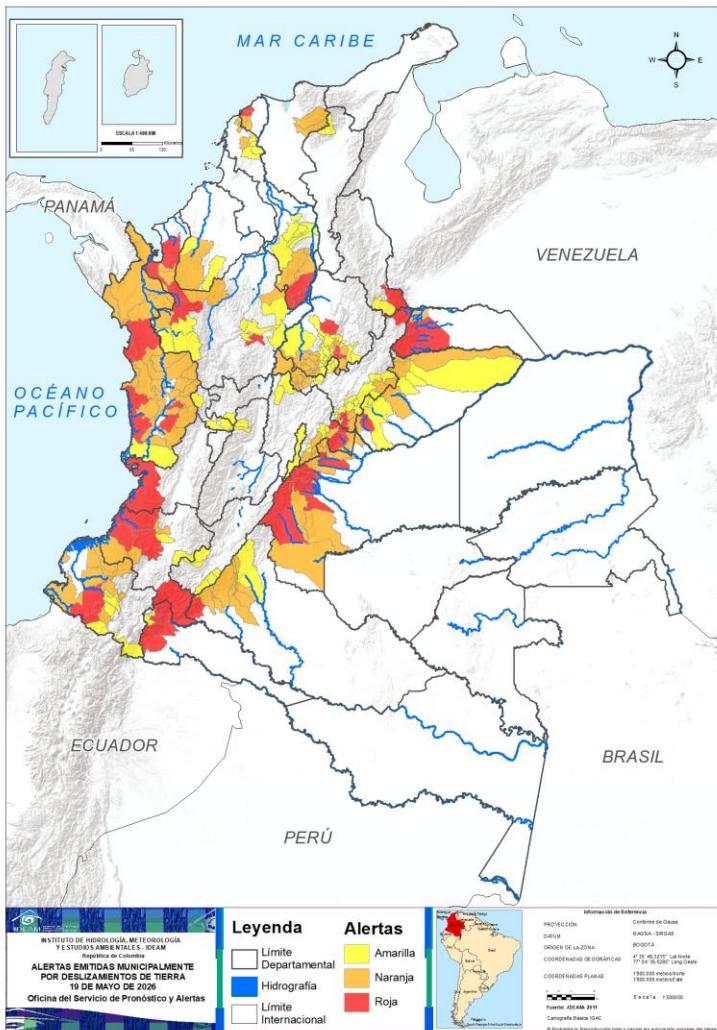 MAR CARIBE
N
W
E
S
ESCALA 1:400.000
PANAMÁ
VENEZUELA
OCÉANO
PACÍFICO
ECUADOR
BRASIL
PERÚ
IDEAM
INSTITUTO DE HIDROLOGÍA, METEOROLOGÍA
Y ESTUDIOS AMBIENTALES - IDEAM
República de Colombia
ALERTAS EMITIDAS MUNICIPALMENTE
POR DESLIZAMIENTOS DE TIERRA
19 DE MAYO DE 2026
Oficina del Servicio de Pronóstico y Alertas
Leyenda
Límite
Departamental
Hidrografía
Límite
Internacional
Alertas
Amarilla
Naranja
Roja
Información de Referencia
PROYECCIÓN
Conforme de Gauss
DATUM
MAGNA - SIRGAS
ORIGEN DE LA ZONA
BOGOTÁ
COORDENADAS GEOGRÁFICAS
COORDENADAS PLANAS
Escala
Fuente: IDEAM- 2011
Cartografía Básica IGAC